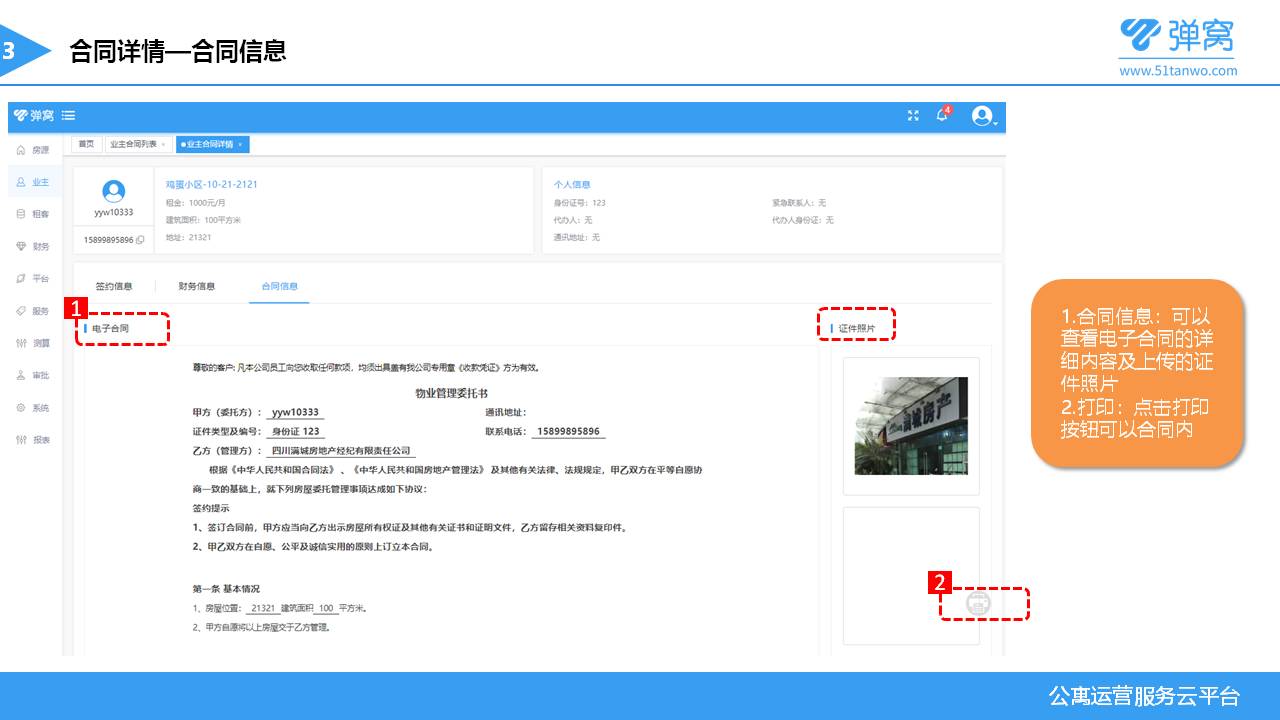 3
合同详情—合同信息
弹窝
www.51tanwo.com
弹窝
4
房源
业主
租客
财务
平台
服务
测算
审批
系统
报表
首页
业主合同列表 ×
业主合同详情 ×
yyw10333
15899895896
鸡蛋小区-10-21-2121
租金：1000元/月
建筑面积：100平方米
地址：21321
个人信息
身份证号：123
紧急联系人：无
代办人：无
代办人身份证：无
通讯地址：无
签约信息
财务信息
合同信息
1
电子合同
证件照片
尊敬的客户: 凡本公司员工向您收取任何款项，均须出具盖有我公司专用章《收款凭证》方为有效。
物业管理委托书
甲方（委托方）： yyw10333
通讯地址：
证件类型及编号： 身份证 123
联系电话： 15899895896
乙方（管理方）： 四川满城房地产经纪有限责任公司
根据《中华人民共和国合同法》、《中华人民共和国房地产管理法》及其他有关法律、法规规定，甲乙双方在平等自愿协
商一致的基础上，就下列房屋委托管理事项达成如下协议：
签约提示
1、签订合同前，甲方应当向乙方出示房屋所有权证及其他有关证书和证明文件，乙方留存相关资料复印件。
2、甲乙双方在自愿、公平及诚信实用的原则上订立本合同。
第一条 基本情况
1、房屋位置： 21321 建筑面积 100 平方米。
2、甲方自愿将以上房屋交于乙方管理。
满城房产
2
1.合同信息：可以
查看电子合同的详
细内容及上传的证
件照片
2.打印：点击打印
按钮可以合同内
公寓运营服务云平台